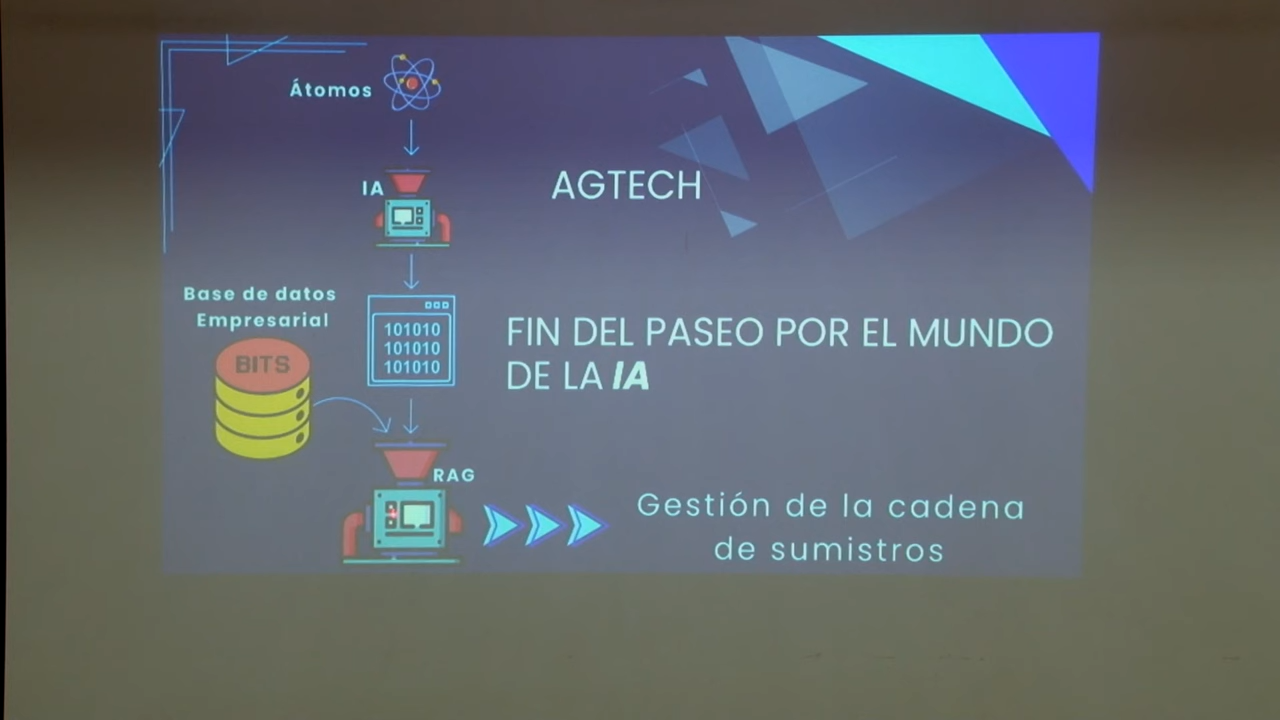 Átomos
IA
AGTECH
Base de datos
Empresarial
BITS
101010
101010
101010
FIN DEL PASEO POR EL MUNDO
DE LA IA
RAG
Gestión de la cadena
de sumistros